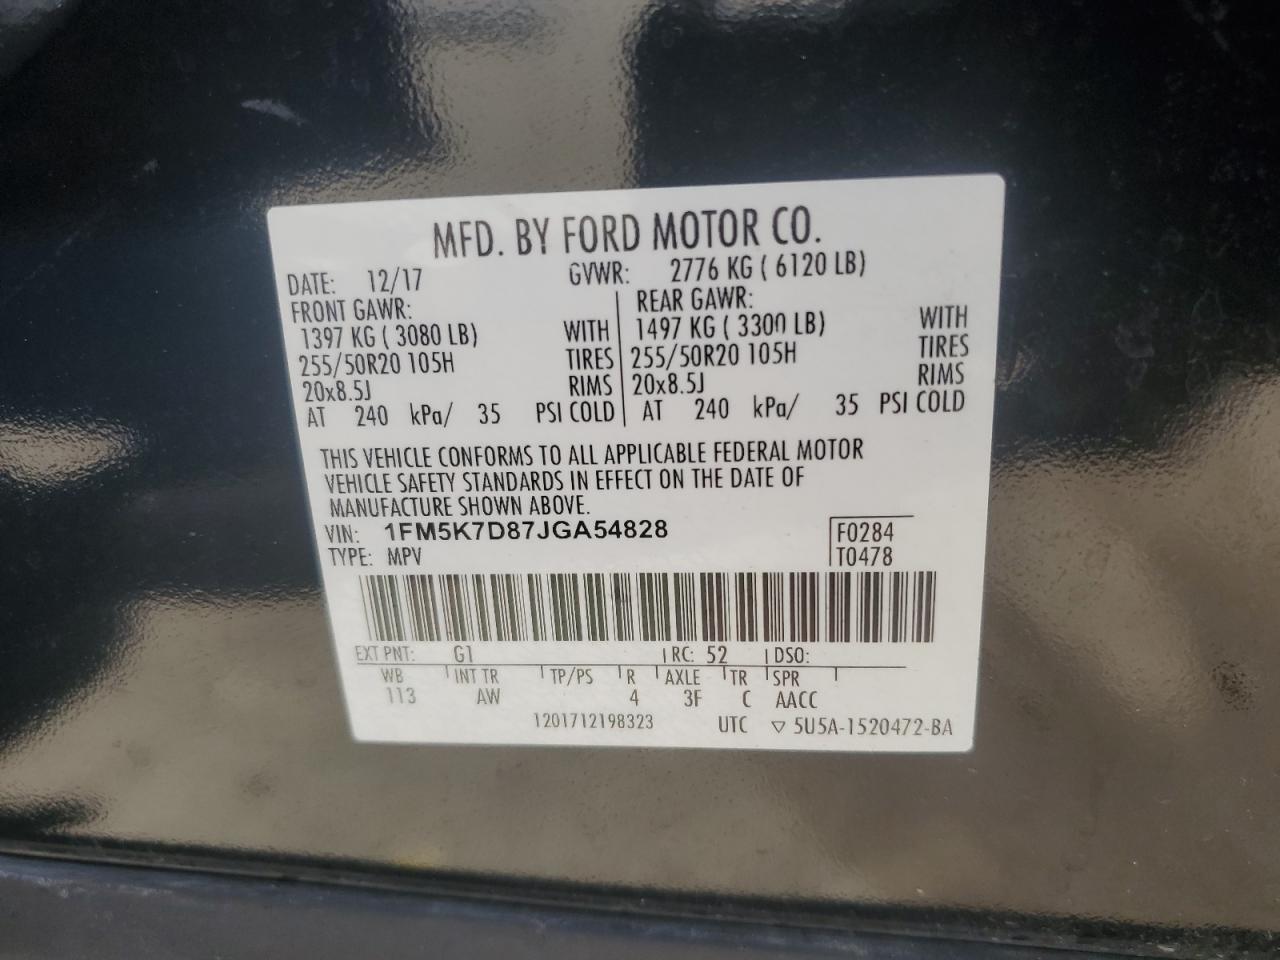 MFD. BY FORD MOTOR CO.
DATE: 12/17 GVWR: 2776 KG ( 6120 LB)
FRONT GAWR: REAR GAWR:
1397 KG ( 3080 LB) WITH 1497 KG ( 3300 LB) WITH
255/50R20 105H TIRES 255/50R20 105H TIRES
20x8.5J RIMS 20x8.5J RIMS
AT 240 kPa/ 35 PSI COLD AT 240 kPa/ 35 PSI COLD
THIS VEHICLE CONFORMS TO ALL APPLICABLE FEDERAL MOTOR
VEHICLE SAFETY STANDARDS IN EFFECT ON THE DATE OF
MANUFACTURE SHOWN ABOVE.
VIN: 1FM5K7D87JGA54828 F0284
TYPE: MPV T0478
EXT PNT: G1 RC: 52 DSO:
WB INT TR TP/PS R AXLE TR SPR
113 AW 4 3F C AACC
1201712198323 UTC ▽ 5U5A-1520472-BA